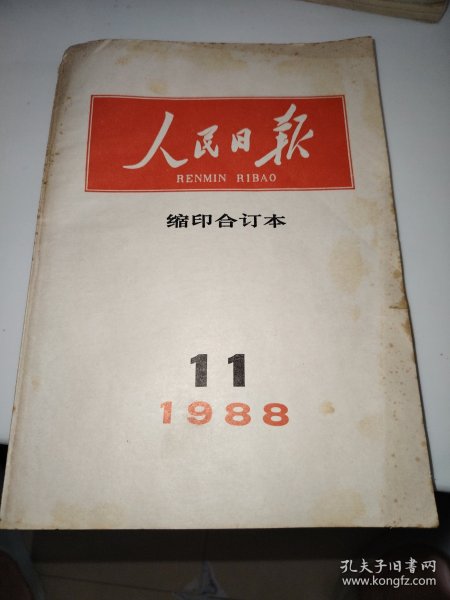 人民日报
RENMIN RIBAO
缩印合订本
11
1988
孔夫子旧书网
www.kongfz.com